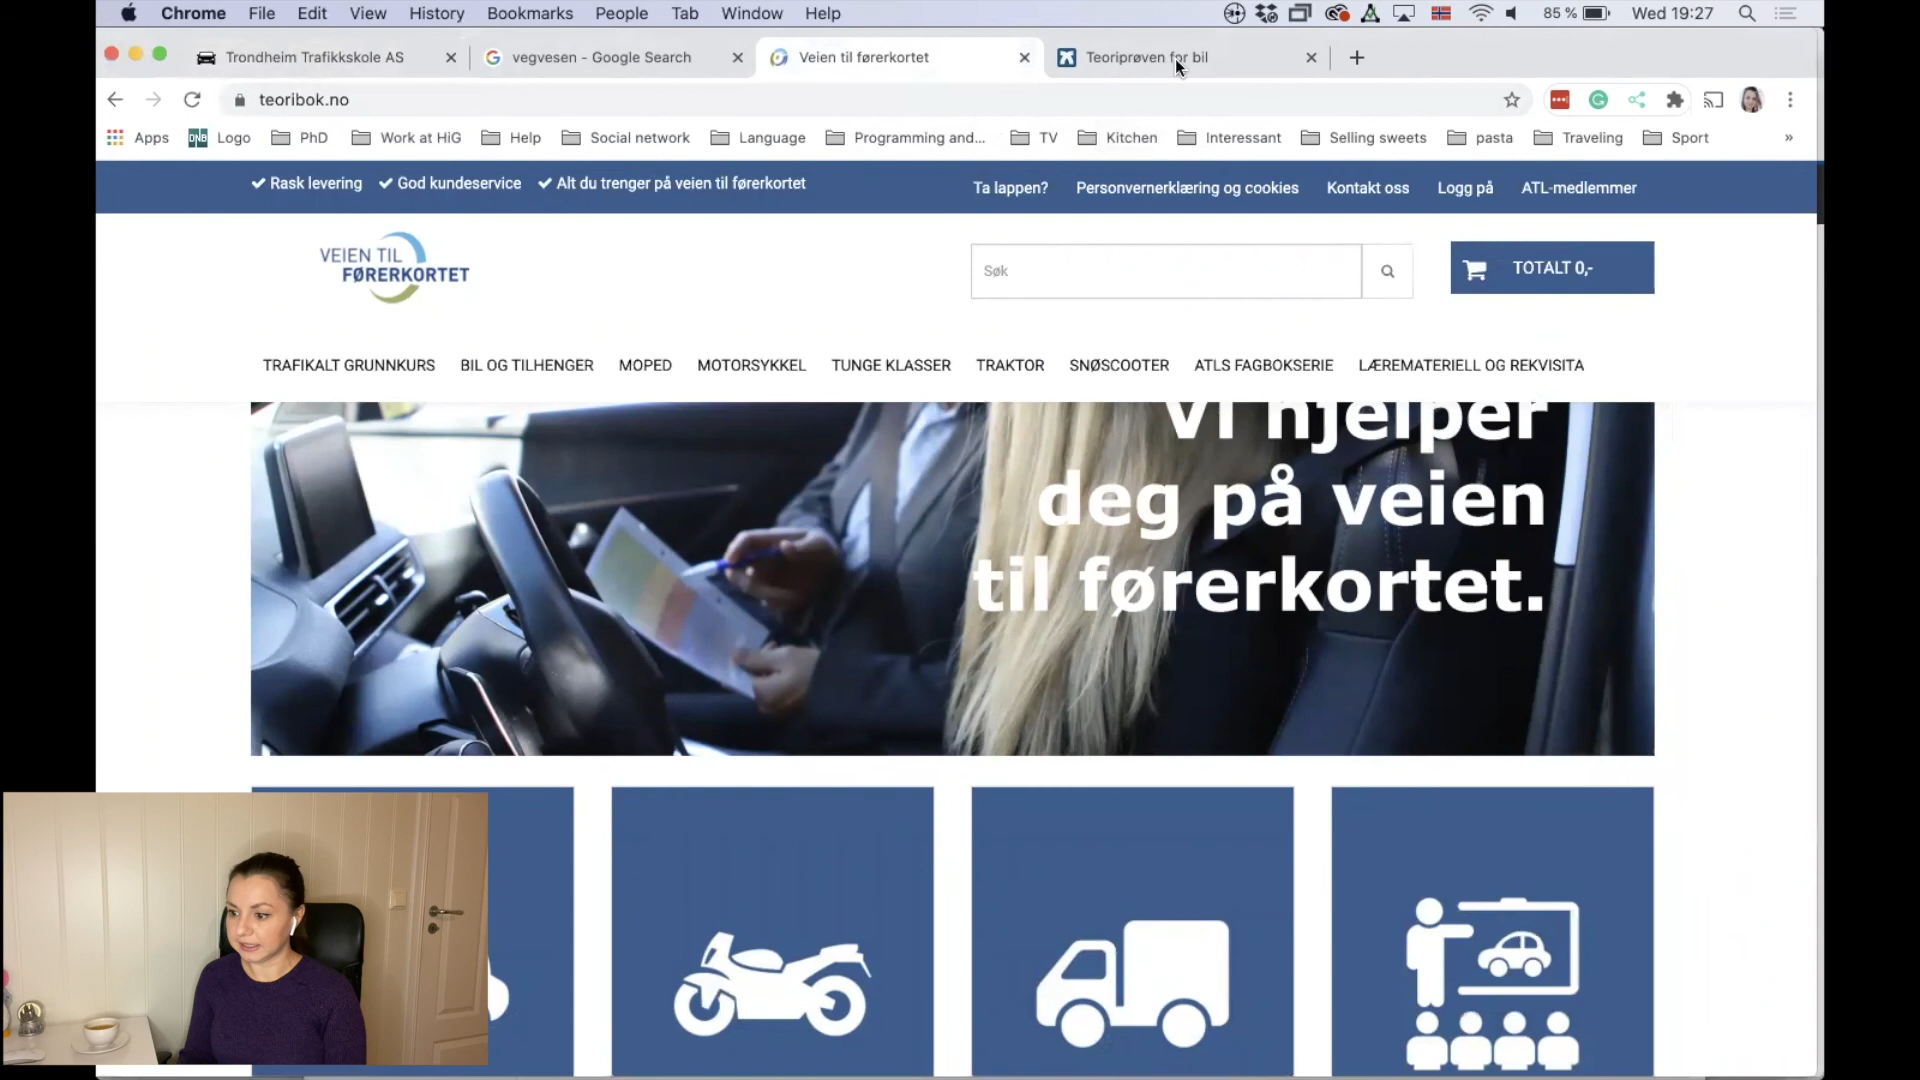 Chrome File Edit View History Bookmarks People Tab Window Help 85 % Wed 19:27
Trondheim Trafikkskole AS vegvesen - Google Search Veien til førerkortet Teoriprøven for bil
teoribok.no
Apps DNB Logo PhD Work at HiG Help Social network Language Programming and... TV Kitchen Interessant Selling sweets pasta Traveling Sport »
Rask levering God kundeservice Alt du trenger på veien til førerkortet Ta lappen? Personvernerklæring og cookies Kontakt oss Logg på ATL-medlemmer
VEIEN TIL
FØRERKORTET
Søk
TOTALT 0,-
TRAFIKALT GRUNNKURS BIL OG TILHENGER MOPED MOTORSYKKEL TUNGE KLASSER TRAKTOR SNØSCOOTER ATLS FAGBOKSERIE LÆREMATERIELL OG REKVISITA
Vi hjelper
deg på veien
til førerkortet.